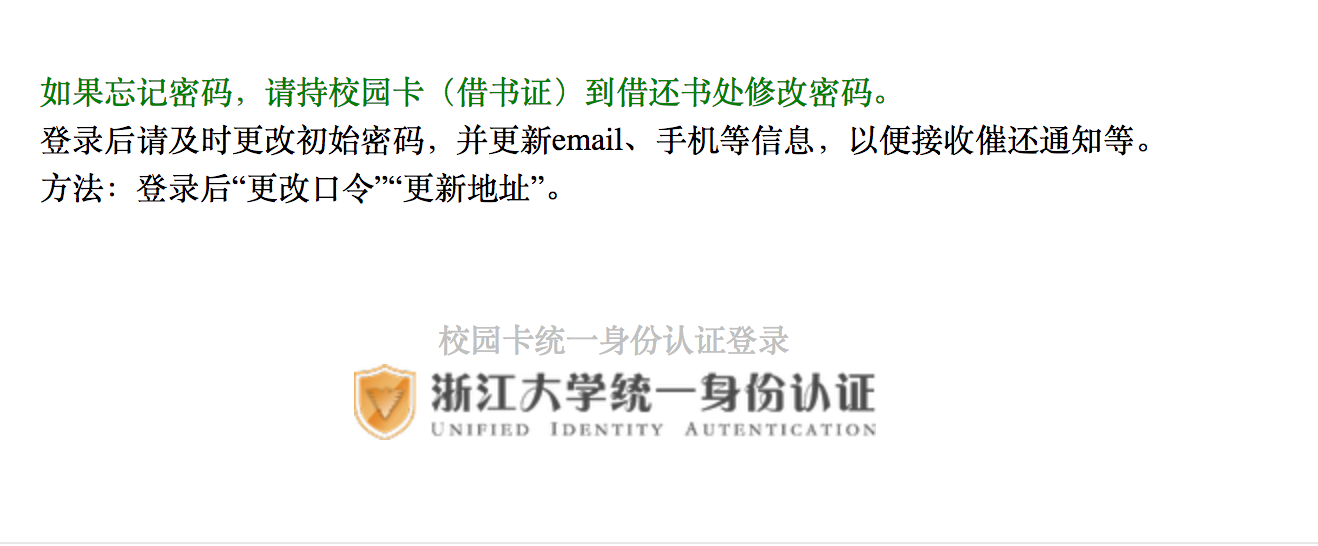 如果忘记密码，请持校园卡（借书证）到借还书处修改密码。
登录后请及时更改初始密码，并更新email、手机等信息，以便接收催还通知等。
方法：登录后“更改口令”“更新地址”。
校园卡统一身份认证登录
浙江大学统一身份认证
UNIFIED IDENTITY AUTENTICATION